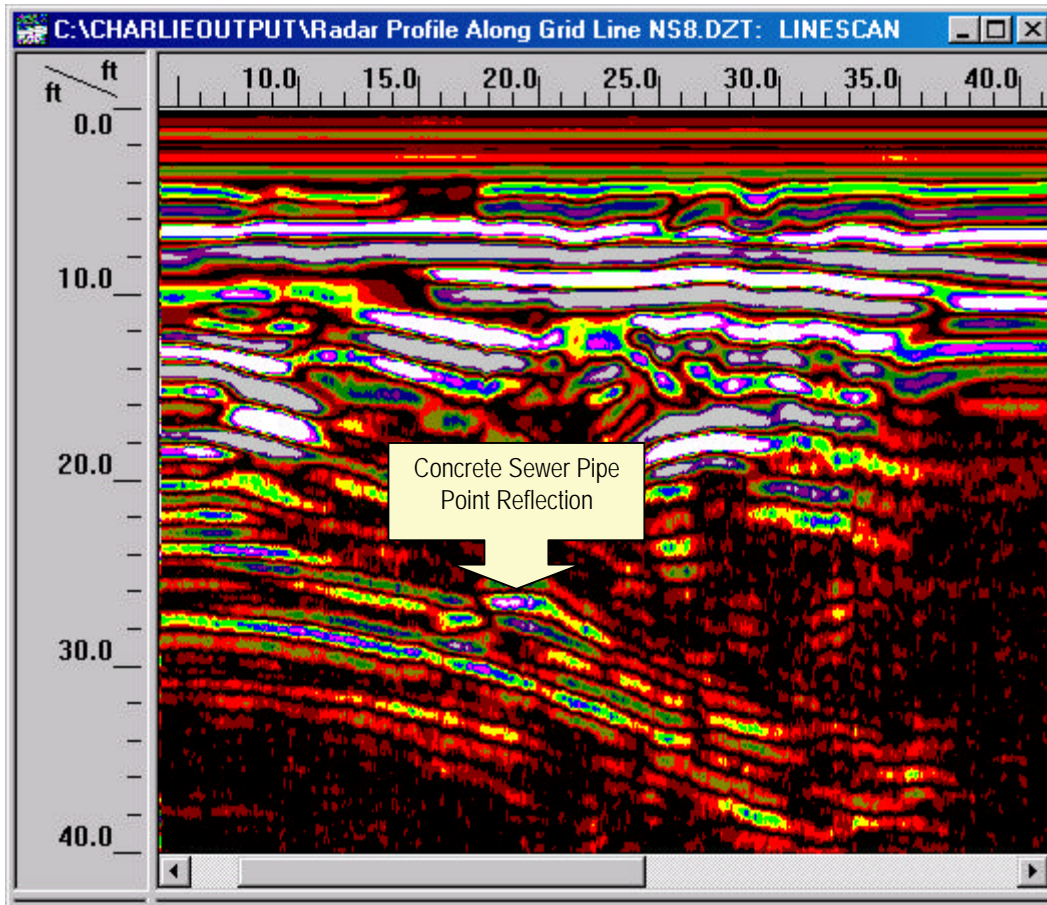 C:\CHARLIEOUTPUT\Radar Profile Along Grid Line NS8.DZT: LINESCAN
ft
ft
10.0 15.0 20.0 25.0 30.0 35.0 40.0
0.0
10.0
20.0
Concrete Sewer Pipe
Point Reflection
30.0
40.0